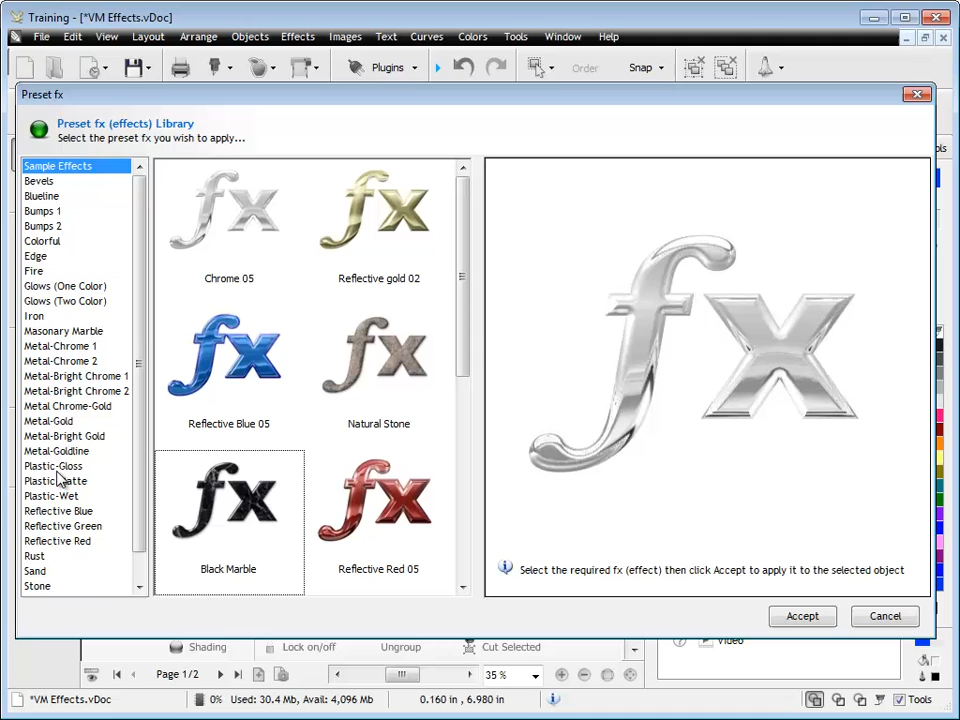 Training - [*VM Effects.vDoc]
File Edit View Layout Arrange Objects Effects Images Text Curves Colors Tools Window Help
Plugins Order Snap
Preset fx
Preset fx (effects) Library
Select the preset fx you wish to apply...
Sample Effects
Bevels
Blueline
Bumps 1
Bumps 2
Colorful
Edge
Fire
Glows (One Color)
Glows (Two Color)
Iron
Masonary Marble
Metal-Chrome 1
Metal-Chrome 2
Metal-Bright Chrome 1
Metal-Bright Chrome 2
Metal Chrome-Gold
Metal-Gold
Metal-Bright Gold
Metal-Goldline
Plastic-Gloss
Plastic-Matte
Plastic-Wet
Reflective Blue
Reflective Green
Reflective Red
Rust
Sand
Stone
fx fx
Chrome 05 Reflective gold 02
fx fx
Reflective Blue 05 Natural Stone
fx fx
Black Marble Reflective Red 05
fx
Select the required fx (effect) then click Accept to apply it to the selected object
Accept Cancel
Shading Lock on/off Ungroup Cut Selected Video
Page 1/2 35 %
*VM Effects.vDoc 0% Used: 30.4 Mb, Avail: 4,096 Mb 0.160 in , 6.980 in Tools